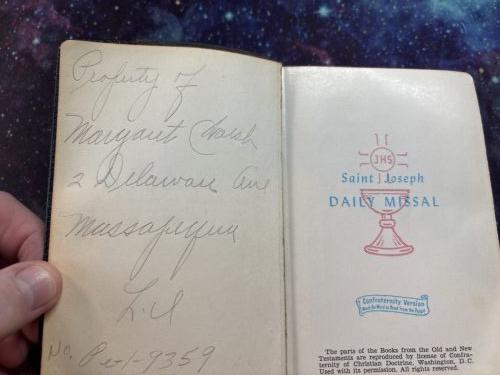 Property of
Margaret Walsh
2 Delaware Ave
Massapequa
L.I
No. Pe-1-9359
JHS
Saint Joseph
DAILY MISSAL
Confraternity Version
The parts of the Books from the Old and New
Testaments are reproduced by license of Confra-
ternity of Christian Doctrine, Washington, D. C.
Used with its permission. All rights reserved.